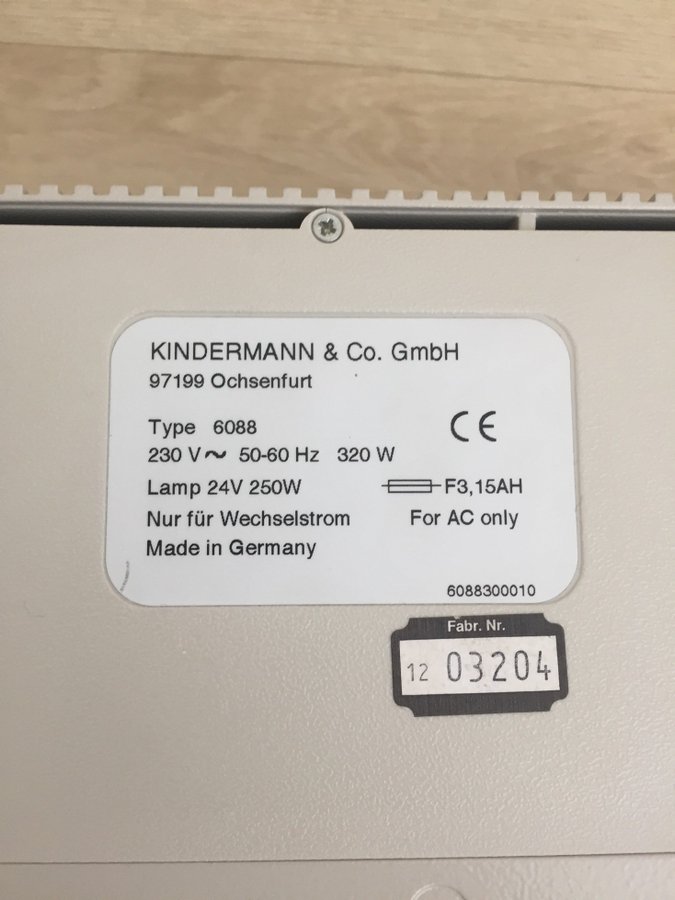 KINDERMANN & Co. GmbH
97199 Ochsenfurt
Type 6088
CE
230 V~ 50-60 Hz 320 W
Lamp 24V 250W F3,15AH
Nur für Wechselstrom For AC only
Made in Germany
6088300010
Fabr. Nr.
12 03204